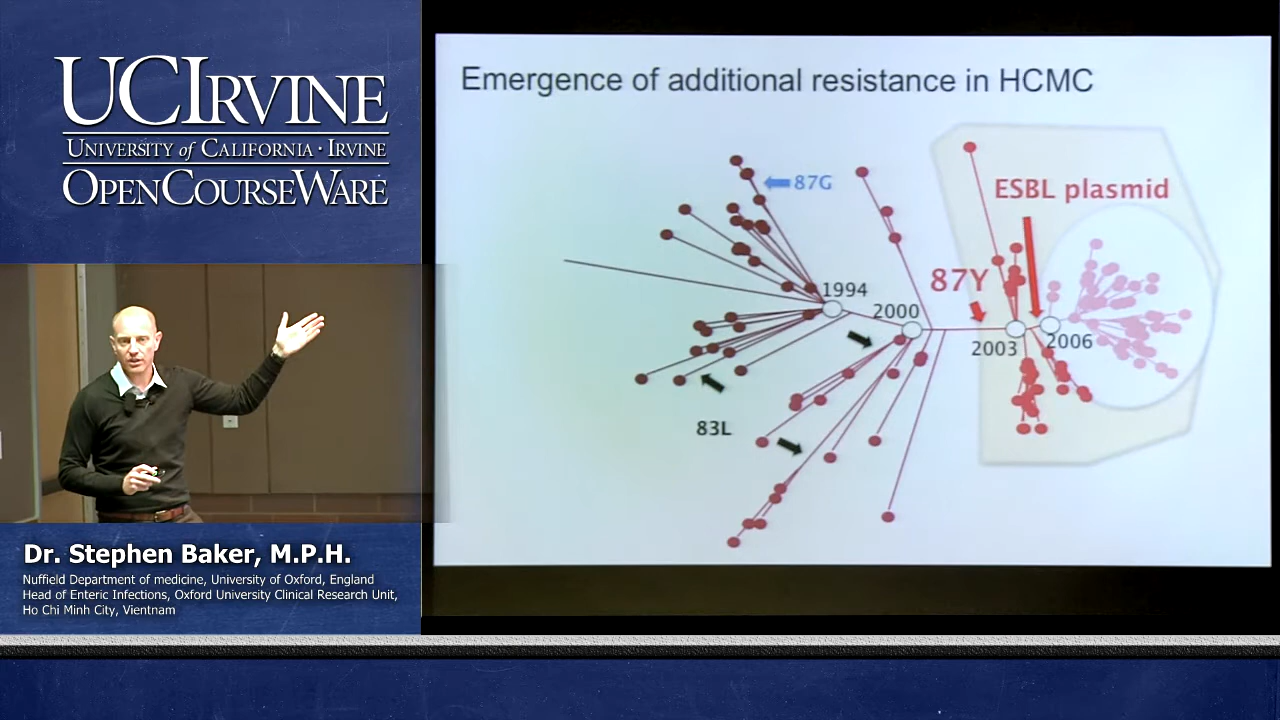 UCIRVINE
UNIVERSITY of CALIFORNIA · IRVINE
OPENCOURSEWARE
Dr. Stephen Baker, M.P.H.
Nuffield Department of medicine, University of Oxford, England
Head of Enteric Infections, Oxford University Clinical Research Unit,
Ho Chi Minh City, Vientnam
Emergence of additional resistance in HCMC
87G
ESBL plasmid
87Y
1994
2000
2003
2006
83L